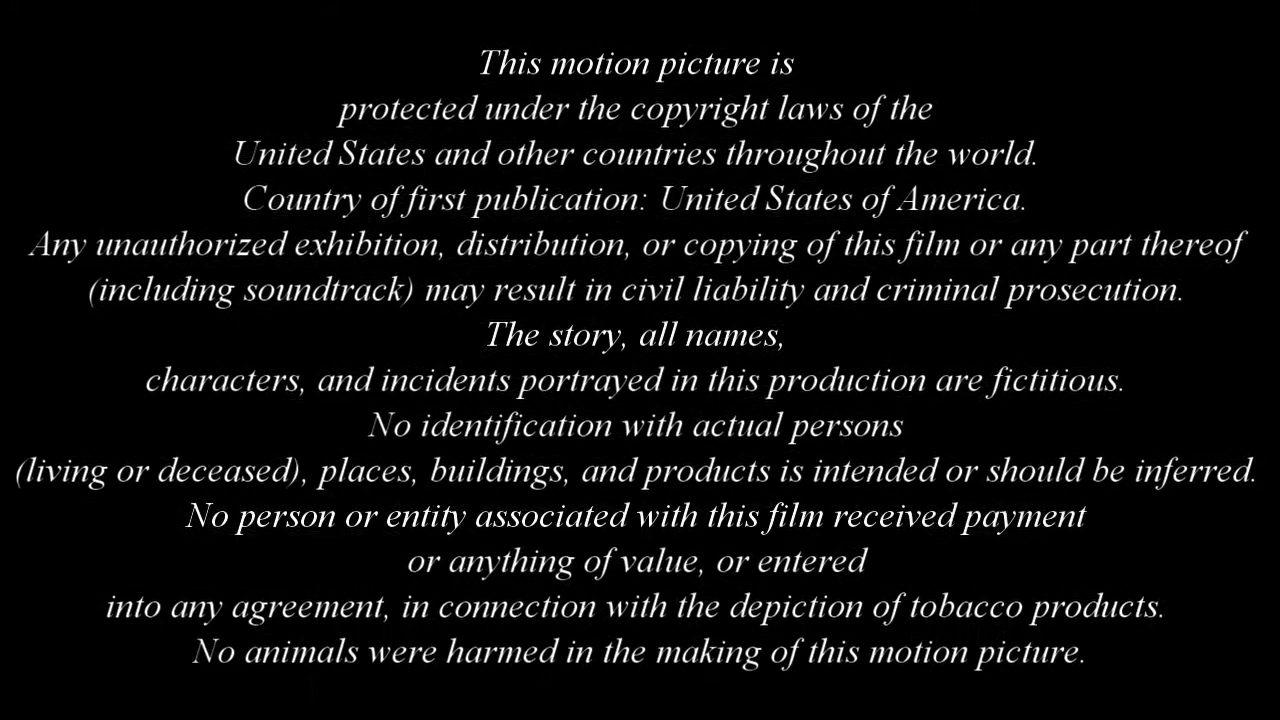 This motion picture is
protected under the copyright laws of the
United States and other countries throughout the world.
Country of first publication: United States of America.
Any unauthorized exhibition, distribution, or copying of this film or any part thereof
(including soundtrack) may result in civil liability and criminal prosecution.
The story, all names,
characters, and incidents portrayed in this production are fictitious.
No identification with actual persons
(living or deceased), places, buildings, and products is intended or should be inferred.
No person or entity associated with this film received payment
or anything of value, or entered
into any agreement, in connection with the depiction of tobacco products.
No animals were harmed in the making of this motion picture.